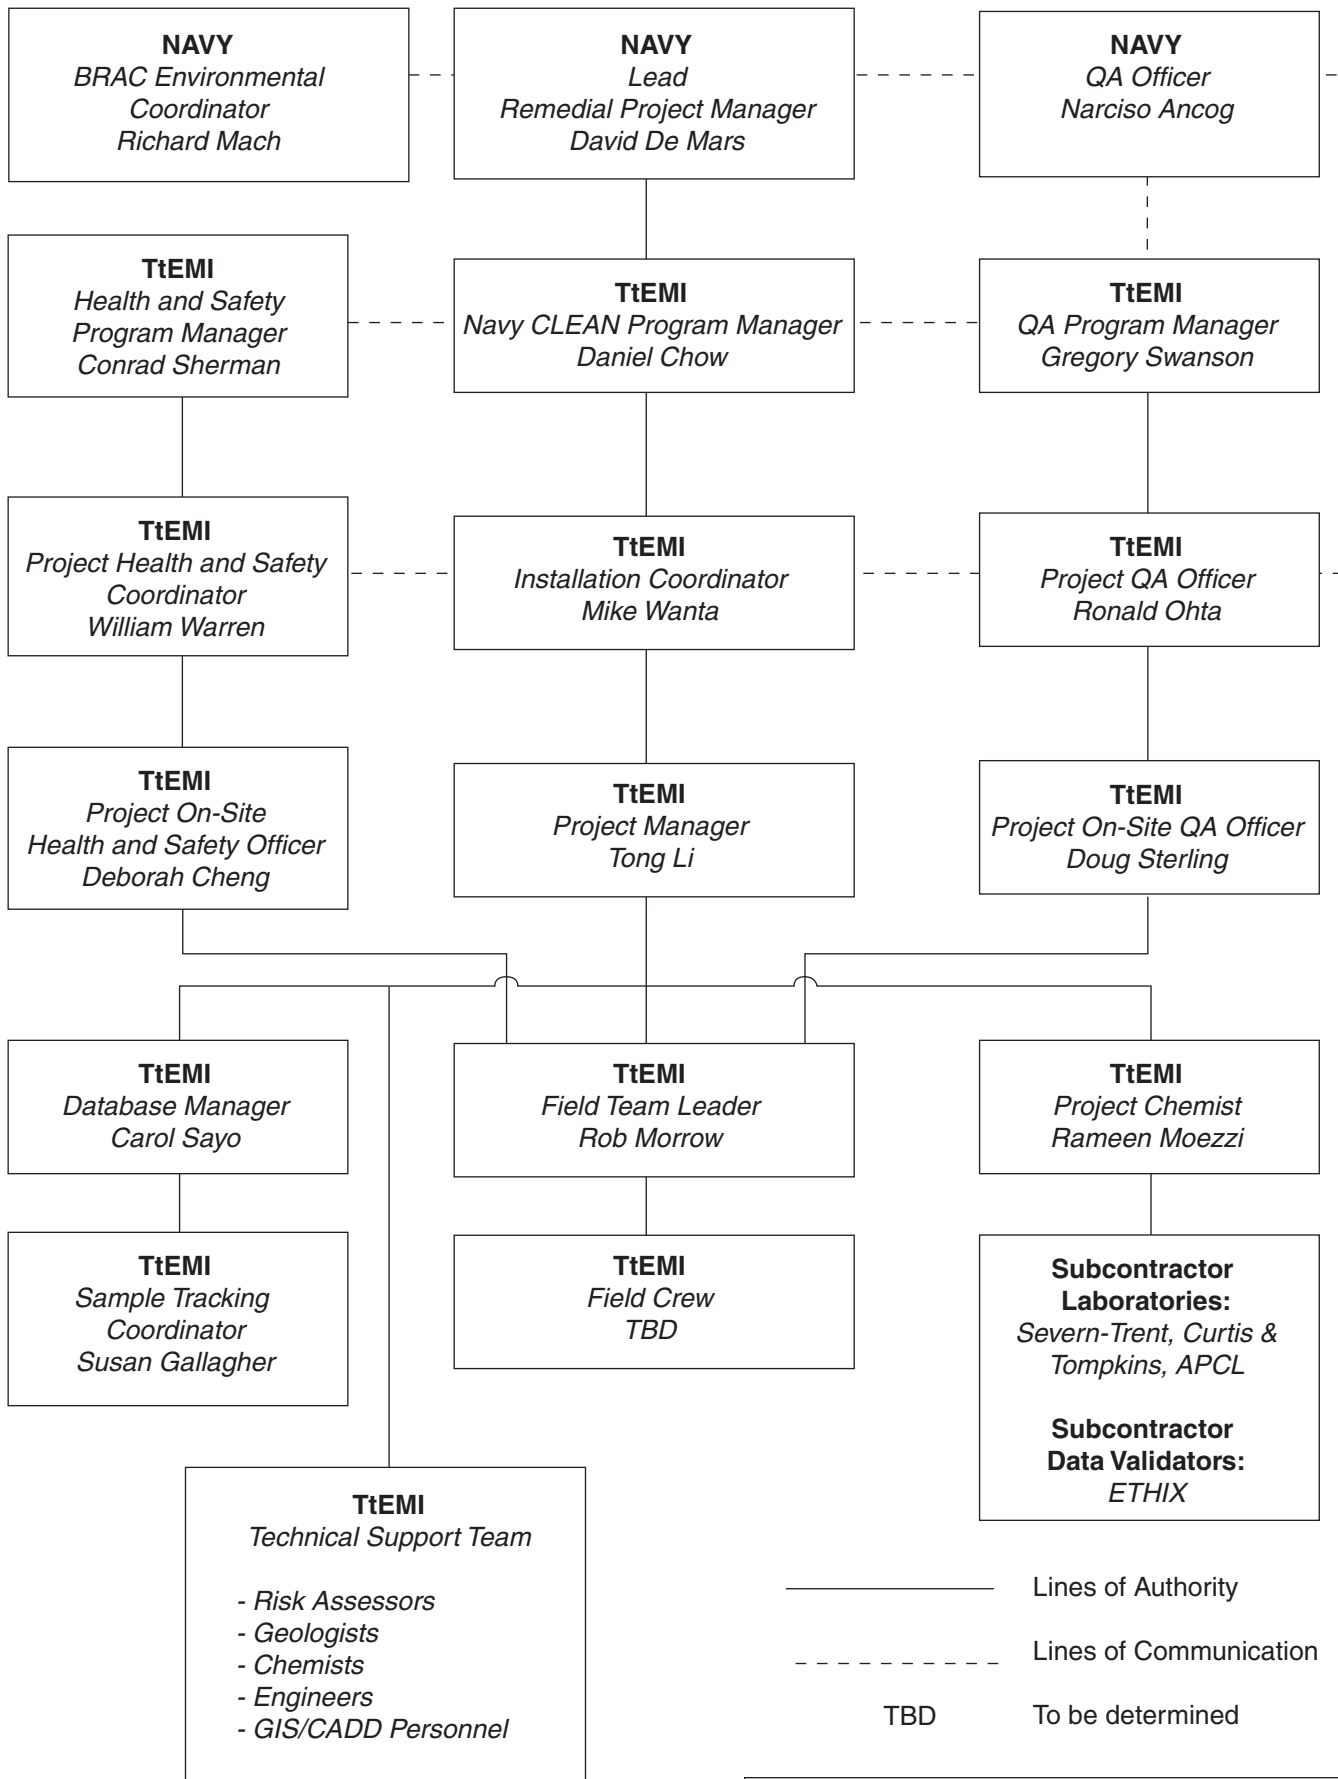 NAVY
BRAC Environmental
Coordinator
Richard Mach
NAVY
Lead
Remedial Project Manager
David De Mars
NAVY
QA Officer
Narciso Ancog
TtEMI
Health and Safety
Program Manager
Conrad Sherman
TtEMI
Navy CLEAN Program Manager
Daniel Chow
TtEMI
QA Program Manager
Gregory Swanson
TtEMI
Project Health and Safety
Coordinator
William Warren
TtEMI
Installation Coordinator
Mike Wanta
TtEMI
Project QA Officer
Ronald Ohta
TtEMI
Project On-Site
Health and Safety Officer
Deborah Cheng
TtEMI
Project Manager
Tong Li
TtEMI
Project On-Site QA Officer
Doug Sterling
TtEMI
Database Manager
Carol Sayo
TtEMI
Field Team Leader
Rob Morrow
TtEMI
Project Chemist
Rameen Moezzi
TtEMI
Sample Tracking
Coordinator
Susan Gallagher
TtEMI
Field Crew
TBD
Subcontractor
Laboratories:
Severn-Trent, Curtis &
Tompkins, APCL
Subcontractor
Data Validators:
ETHIX
TtEMI
Technical Support Team
- Risk Assessors
- Geologists
- Chemists
- Engineers
- GIS/CADD Personnel
Lines of Authority
Lines of Communication
TBD To be determined